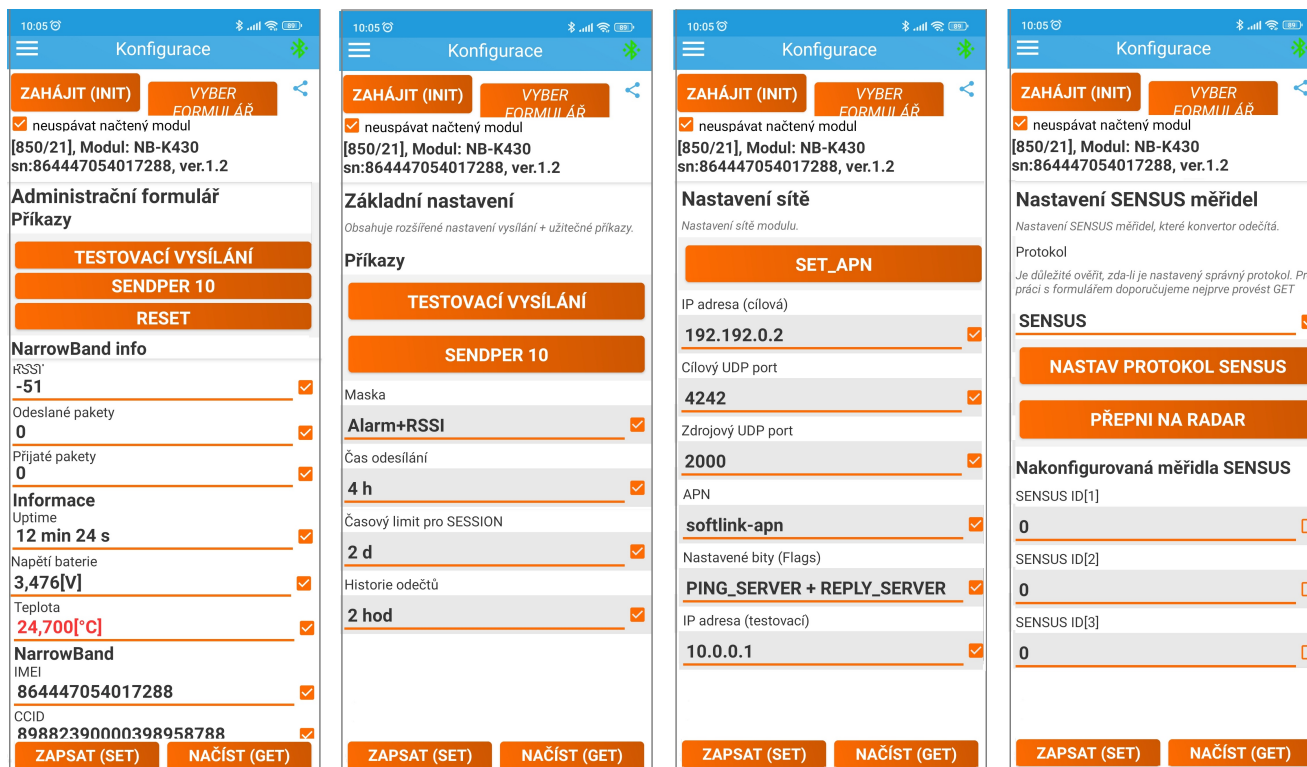 10:05
89
Konfigurace
ZAHÁJIT (INIT)
VYBER
FORMULÁŘ
neuspávat načtený modul
[850/21], Modul: NB-K430
sn:864447054017288, ver.1.2
Administrační formulář
Příkazy
TESTOVACÍ VYSÍLÁNÍ
SENDPER 10
RESET
NarrowBand info
RSSI
-51
Odeslané pakety
0
Přijaté pakety
0
Informace
Uptime
12 min 24 s
Napětí baterie
3,476[V]
Teplota
24,700[°C]
NarrowBand
IMEI
864447054017288
CCID
89882390000398958788
ZAPSAT (SET)
NAČÍST (GET)
10:05
89
Konfigurace
ZAHÁJIT (INIT)
VYBER
FORMULÁŘ
neuspávat načtený modul
[850/21], Modul: NB-K430
sn:864447054017288, ver.1.2
Základní nastavení
Obsahuje rozšířené nastavení vysílání + užitečné příkazy.
Příkazy
TESTOVACÍ VYSÍLÁNÍ
SENDPER 10
Maska
Alarm+RSSI
Čas odesílání
4 h
Časový limit pro SESSION
2 d
Historie odečtů
2 hod
ZAPSAT (SET)
NAČÍST (GET)
10:05
89
Konfigurace
ZAHÁJIT (INIT)
VYBER
FORMULÁŘ
neuspávat načtený modul
[850/21], Modul: NB-K430
sn:864447054017288, ver.1.2
Nastavení sítě
Nastavení sítě modulu.
SET_APN
IP adresa (cílová)
192.192.0.2
Cílový UDP port
4242
Zdrojový UDP port
2000
APN
softlink-apn
Nastavené bity (Flags)
PING_SERVER + REPLY_SERVER
IP adresa (testovací)
10.0.0.1
ZAPSAT (SET)
NAČÍST (GET)
10:05
89
Konfigurace
ZAHÁJIT (INIT)
VYBER
FORMULÁŘ
neuspávat načtený modul
[850/21], Modul: NB-K430
sn:864447054017288, ver.1.2
Nastavení SENSUS měřidel
Nastavení SENSUS měřidel, které konvertor odečítá.
Protokol
Je důležité ověřit, zda-li je nastavený správný protokol. Př
práci s formulářem doporučujeme nejprve provést GET
SENSUS
NASTAV PROTOKOL SENSUS
PŘEPNI NA RADAR
Nakonfigurovaná měřidla SENSUS
SENSUS ID[1]
0
SENSUS ID[2]
0
SENSUS ID[3]
0
ZAPSAT (SET)
NAČÍST (GET)